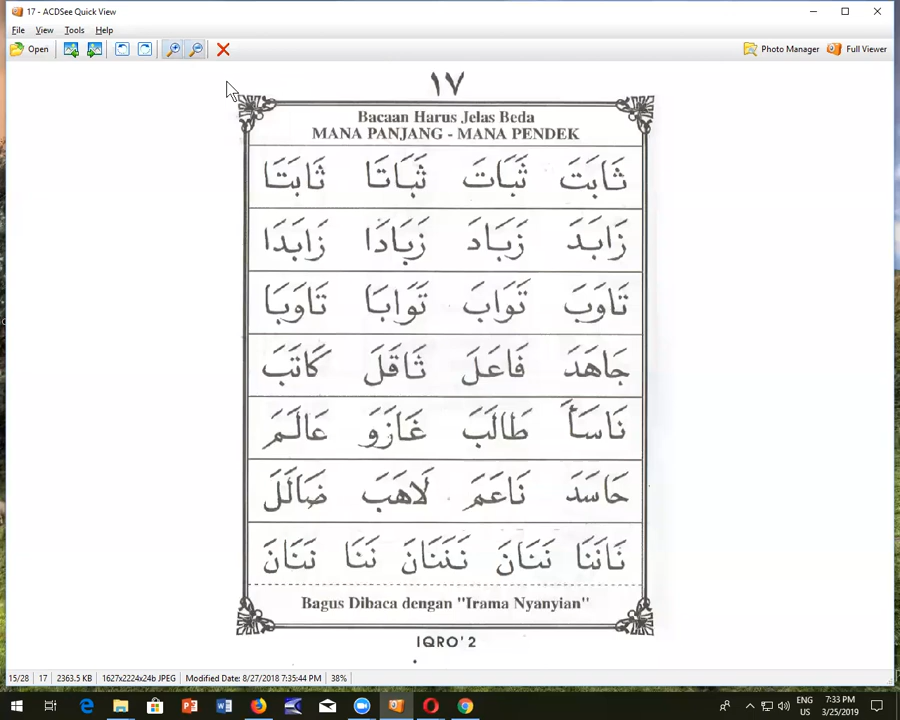 17 - ACDSee Quick View
File View Tools Help
Open Photo Manager Full Viewer
١٧
Bacaan Harus Jelas Beda
MANA PANJANG - MANA PENDEK
ثَابَتَ ثَبَاتَ ثَبَاتَا ثَابَتَا
زَابَدَ زَبَادَ زَبَادَا زَابَدَا
تَاوَبَ تَوَابَ تَوَابَا تَاوَبَا
جَاهَدَ فَاعَلَ ثَاقَلَ كَاتَبَ
نَاسَأَ طَالَبَ غَازَوَ عَالَمَ
حَاسَدَ نَاعَمَ لَاهَبَ ضَالَلَ
نَانَنَا نَنَانَ نَنَنَانَ نَنَا نَنَانَ
Bagus Dibaca dengan "Irama Nyanyian"
IQRO' 2
15/28 17 2363.5 KB 1627x2224x24b JPEG Modified Date: 8/27/2018 7:35:44 PM 38%
ENG 7:33 PM
US 3/25/2019